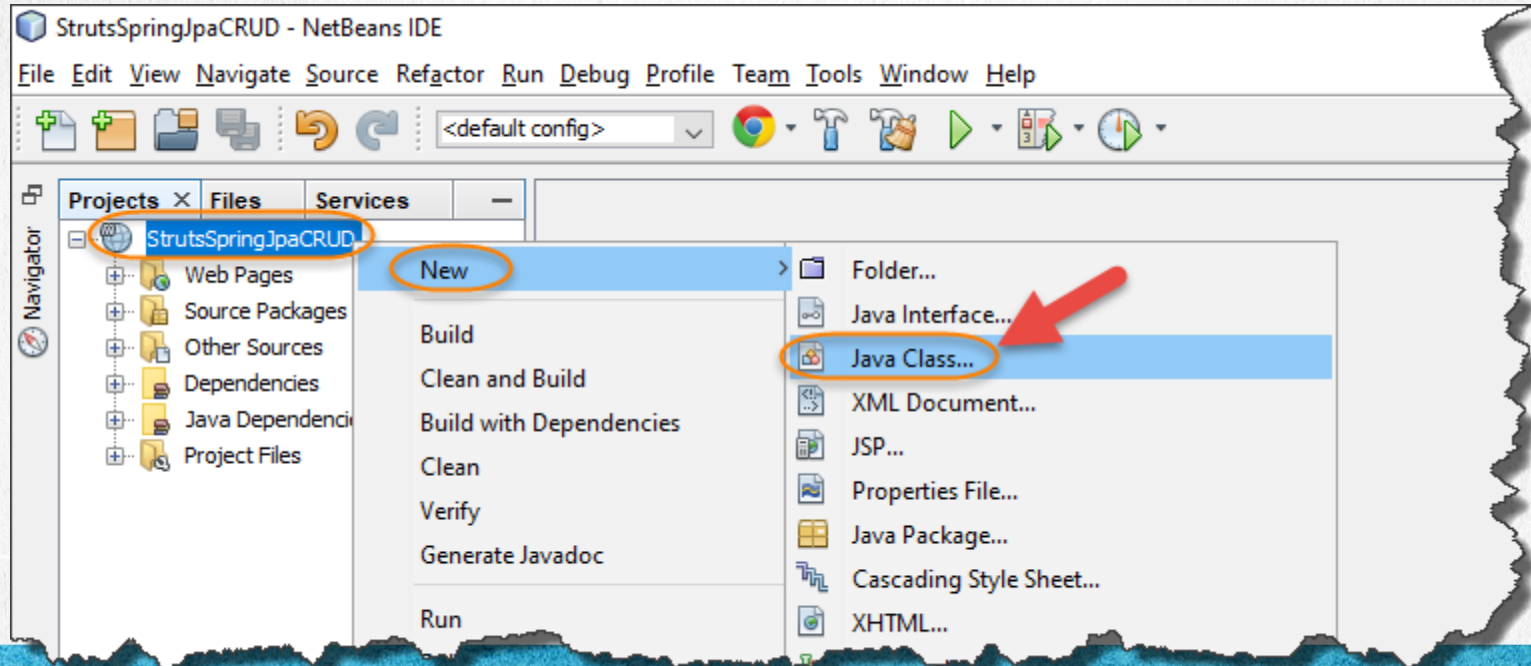 StrutsSpringJpaCRUD - NetBeans IDE
File Edit View Navigate Source Refactor Run Debug Profile Team Tools Window Help
<default config>
Projects Files Services
Navigator
StrutsSpringJpaCRUD
Web Pages
Source Packages
Other Sources
Dependencies
Java Dependenci
Project Files
New
Build
Clean and Build
Build with Dependencies
Clean
Verify
Generate Javadoc
Run
Folder...
Java Interface...
Java Class...
XML Document...
JSP...
Properties File...
Java Package...
Cascading Style Sheet...
XHTML...